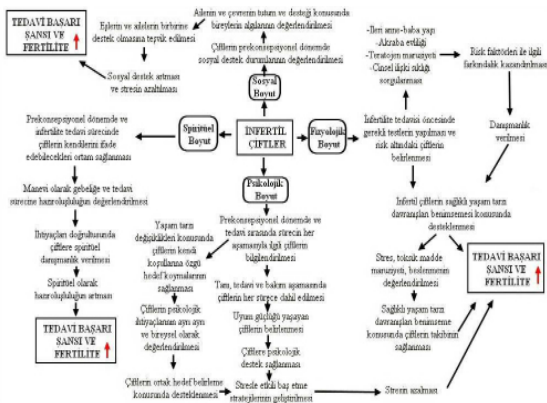 TEDAVİ BAŞARI
ŞANSI VE
FERTİLİTE
Eşlerin ve ailelerin birbirine
destek olmasına teşvik edilmesi
Sosyal destek artması
ve stresin azaltılması
Ailenin ve çevrenin tutum ve desteği konusunda
bireylerin algılarının değerlendirilmesi
Çiftlerin prekonsepsiyonel dönemde
sosyal destek durumlarının değerlendirilmesi
Sosyal
Boyut
-İleri anne-baba yaşı
-Akraba evliliği
-Teratojen maruziyeti
-Cinsel ilişki sıklığı
sorgulanması
Risk faktörleri ile ilgili
farkındalık kazandırılması
Danışmanlık
verilmesi
İnfertilite tedavisi öncesinde
gerekli testlerin yapılması ve
risk altındaki çiftlerin
belirlenmesi
Fizyolojik
Boyut
İNFERTİL
ÇİFTLER
Spiritüel
Boyut
Prekonsepsiyonel dönemde ve
infertilite tedavi sürecinde
çiftlerin kendilerini ifade
edebilecekleri ortam sağlanması
Manevi olarak gebeliğe ve tedavi
sürecine hazıroluşluğun değerlendirilmesi
İhtiyaçları doğrultusunda
çiftlere spiritüel
danışmanlık verilmesi
Spiritüel olarak
hazıroluşluğun artması
TEDAVİ BAŞARI
ŞANSI VE
FERTİLİTE
Psikolojik
Boyut
Yaşam tarzı
değişiklikleri konusunda
çiftlerin kendi
koşullarına özgü
hedef koymalarının
sağlanması
Çiftlerin psikolojik
ihtiyaçlarının ayrı ayrı
ve bireysel olarak
değerlendirilmesi
Çiftlerin ortak hedef belirleme
konusunda desteklenmesi
Prekonsepsiyonel dönemde ve
tedavi sırasında sürecin her
aşamasıyla ilgili çiftlerin
bilgilendirilmesi
Tanı, tedavi ve bakım aşamasında
çiftlerin her sürece dahil edilmesi
Uyum güçlüğü yaşayan
çiftlerin belirlenmesi
Çiftlere psikolojik
destek sağlanması
Stresle etkili baş etme
stratejilerinin geliştirilmesi
Stresin azalması
İnfertil çiftlerin sağlıklı yaşam tarzı
davranışları benimsemesi konusunda
desteklenmesi
Stres, toksik madde
maruziyeti, beslenmenin
değerlendirilmesi
Sağlıklı yaşam tarzı
davranışları benimseme
konusunda çiftlerin takibinin
sağlanması
TEDAVİ BAŞARI
ŞANSI VE
FERTİLİTE